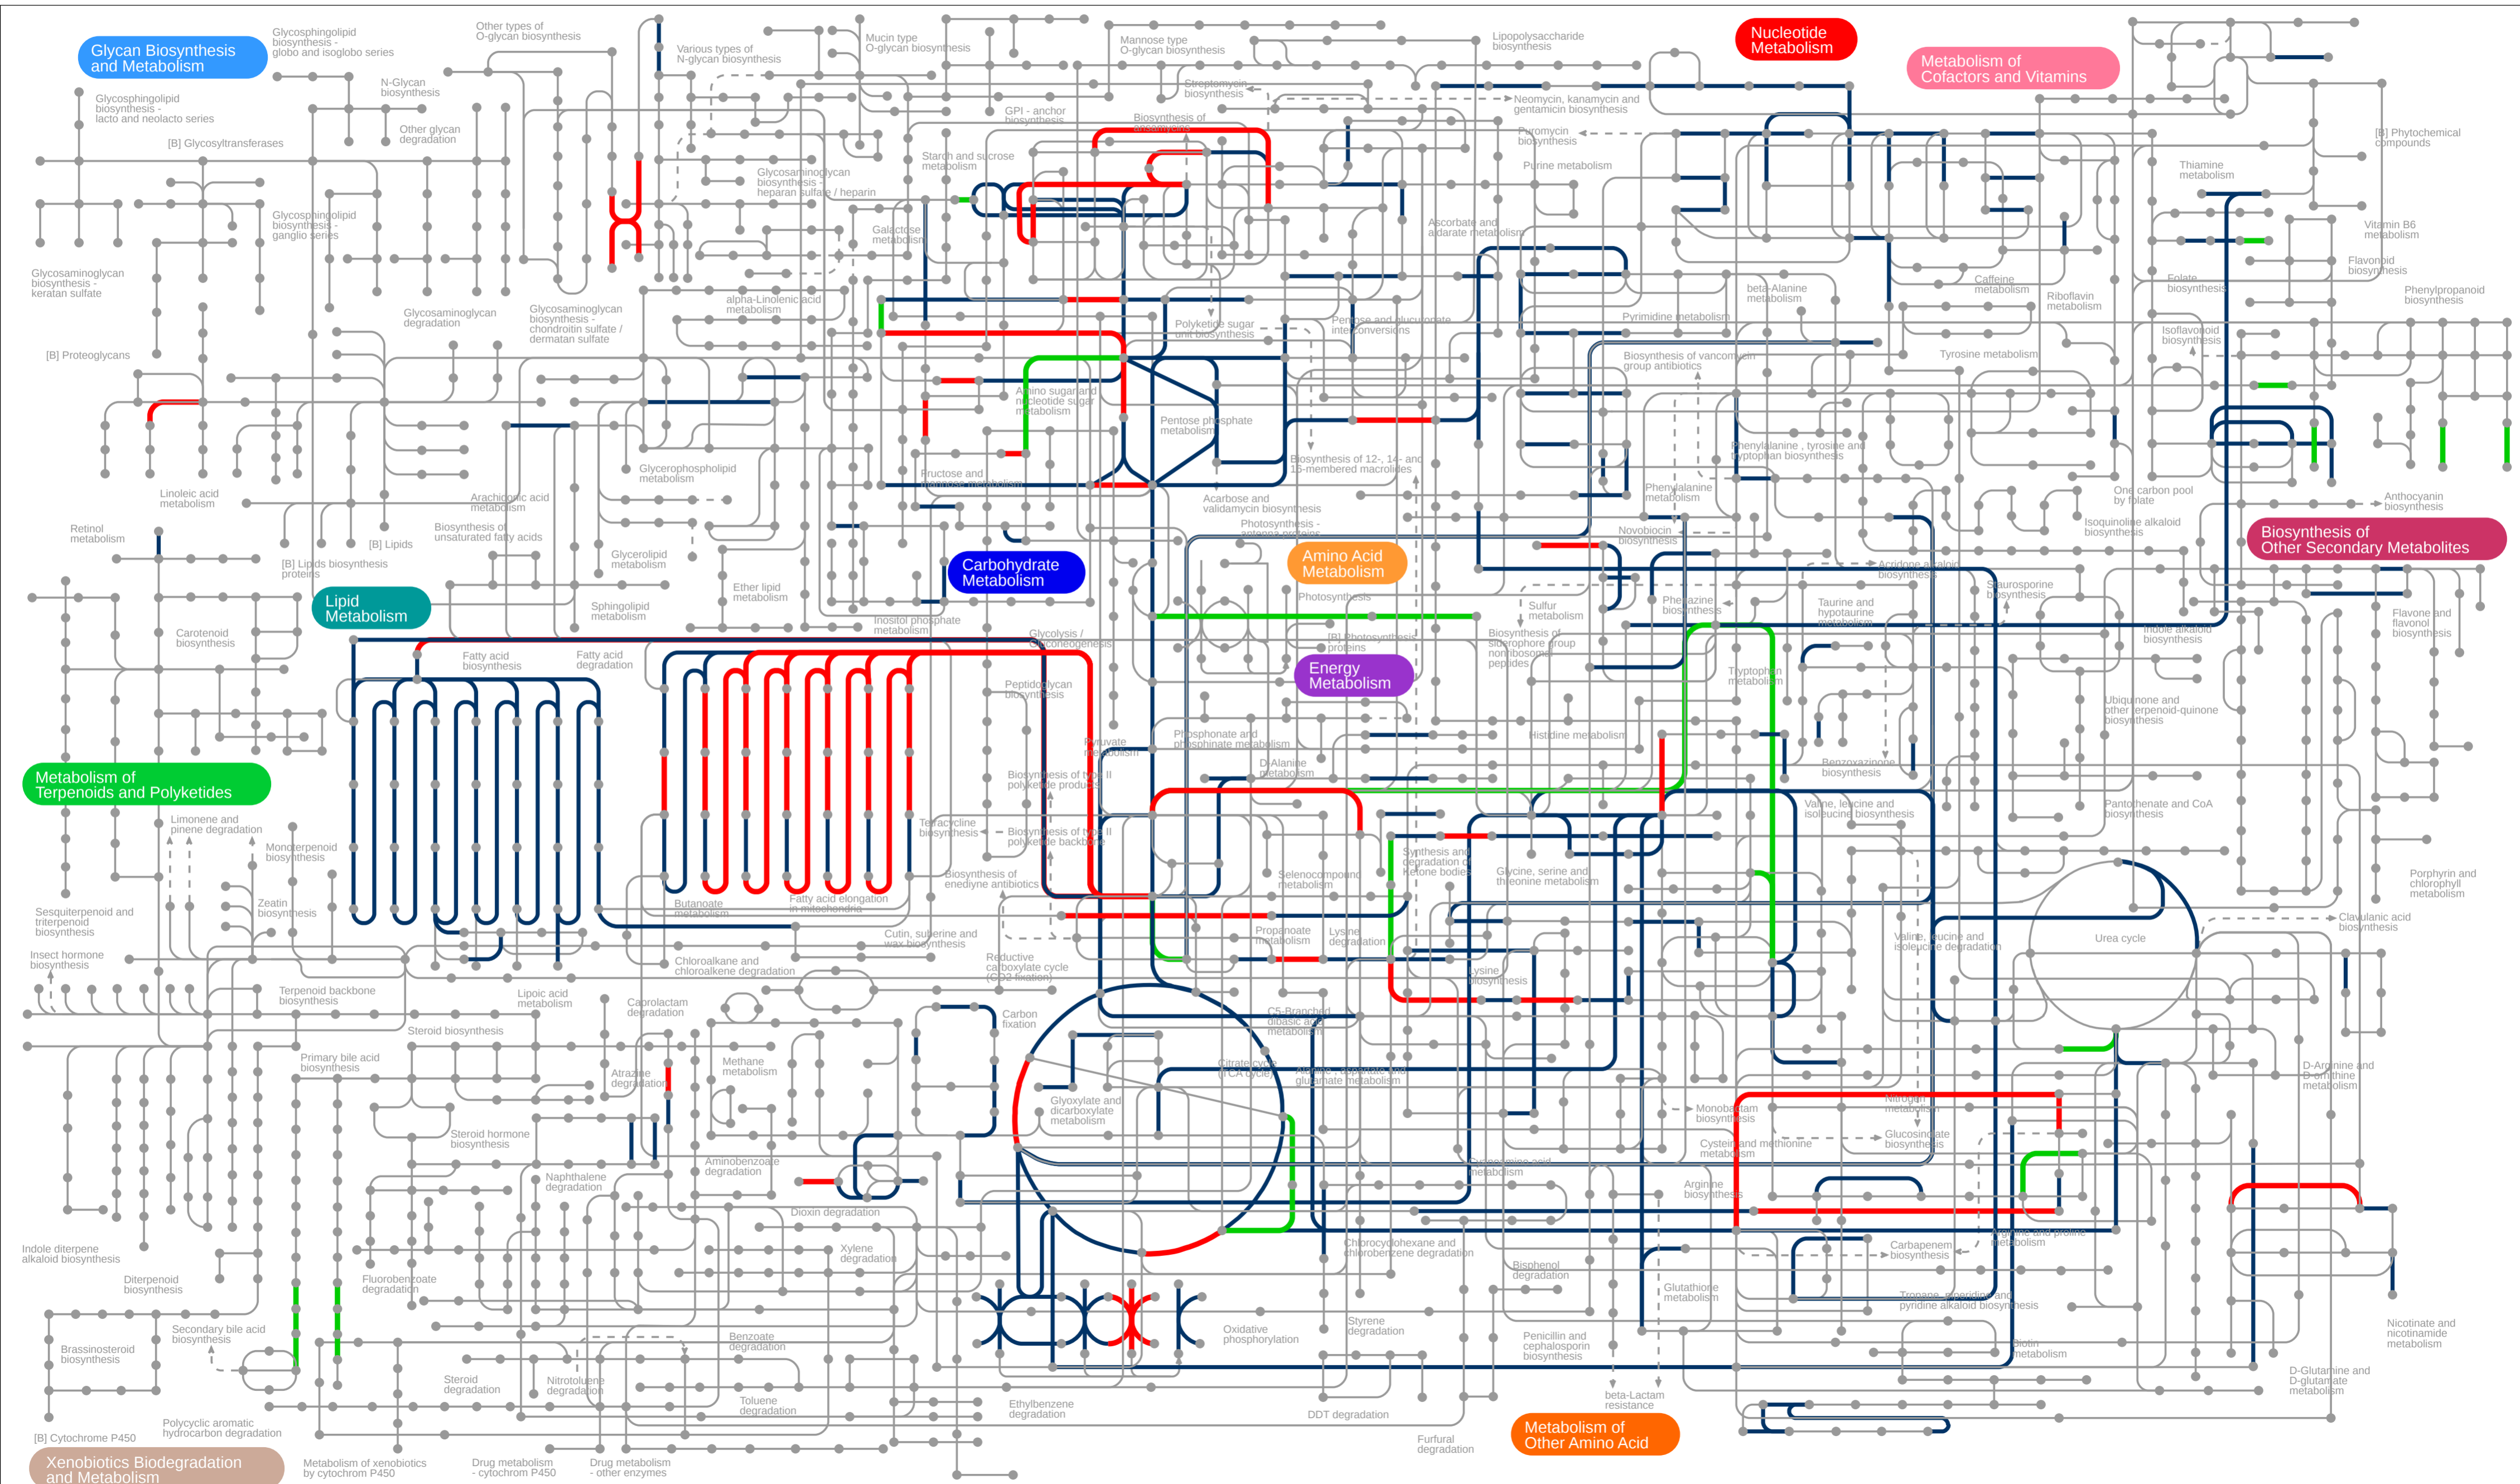 Glycan Biosynthesis
and Metabolism
Glycosphingolipid
biosynthesis -
globo and isoglobo series
Other types of
O-glycan biosynthesis
Various types of
N-glycan biosynthesis
Mucin type
O-glycan biosynthesis
Mannose type
O-glycan biosynthesis
Lipopolysaccharide
biosynthesis
Nucleotide
Metabolism
Metabolism of
Cofactors and Vitamins
N-Glycan
biosynthesis
Glycosphingolipid
biosynthesis -
lacto and neolacto series
Other glycan
degradation
[B] Glycosyltransferases
Streptomycin
biosynthesis
Neomycin, kanamycin and
gentamicin biosynthesis
GPI - anchor
biosynthesis
Biosynthesis of
ansamycins
Puromycin
biosynthesis
[B] Phytochemical
compounds
Starch and sucrose
metabolism
Purine metabolism
Thiamine
metabolism
Glycosaminoglycan
biosynthesis -
heparan sulfate / heparin
Glycosphingolipid
biosynthesis -
ganglio series
Galactose
metabolism
Ascorbate and
aldarate metabolism
Vitamin B6
metabolism
Flavonoid
biosynthesis
Glycosaminoglycan
biosynthesis -
keratan sulfate
Caffeine
metabolism
Folate
biosynthesis
beta-Alanine
metabolism
Riboflavin
metabolism
Phenylpropanoid
biosynthesis
Glycosaminoglycan
degradation
Glycosaminoglycan
biosynthesis -
chondroitin sulfate /
dermatan sulfate
alpha-Linolenic acid
metabolism
Polyketide sugar
unit biosynthesis
Pentose and glucuronate
interconversions
Pyrimidine metabolism
Isoflavonoid
biosynthesis
[B] Proteoglycans
Biosynthesis of vancomycin
group antibiotics
Tyrosine metabolism
Amino sugar and
nucleotide sugar
metabolism
Pentose phosphate
metabolism
Phenylalanine , tyrosine and
tryptophan biosynthesis
Glycerophospholipid
metabolism
Fructose and
mannose metabolism
Biosynthesis of 12-, 14- and
16-membered macrolides
Linoleic acid
metabolism
Arachidonic acid
metabolism
Acarbose and
validamycin biosynthesis
Phenylalanine
metabolism
One carbon pool
by folate
Anthocyanin
biosynthesis
Retinol
metabolism
Biosynthesis of
unsaturated fatty acids
[B] Lipids
Photosynthesis -
antenna proteins
Novobiocin
biosynthesis
Isoquinoline alkaloid
biosynthesis
Biosynthesis of
Other Secondary Metabolites
[B] Lipids biosynthesis
proteins
Glycerolipid
metabolism
Carbohydrate
Metabolism
Amino Acid
Metabolism
Acridone alkaloid
biosynthesis
Lipid
Metabolism
Sphingolipid
metabolism
Ether lipid
metabolism
Photosynthesis
Sulfur
metabolism
Phenazine
biosynthesis
Taurine and
hypotaurine
metabolism
Staurosporine
biosynthesis
Flavone and
flavonol
biosynthesis
Carotenoid
biosynthesis
Inositol phosphate
metabolism
Glycolysis /
Gluconeogenesis
[B] Photosynthesis
proteins
Biosynthesis of
siderophore group
nonribosomal
peptides
Indole alkaloid
biosynthesis
Fatty acid
biosynthesis
Fatty acid
degradation
Energy
Metabolism
Tryptophan
metabolism
Peptidoglycan
biosynthesis
Ubiquinone and
other terpenoid-quinone
biosynthesis
Pyruvate
metabolism
Phosphonate and
phosphinate metabolism
Histidine metabolism
Metabolism of
Terpenoids and Polyketides
Biosynthesis of type II
polyketide products
D-Alanine
metabolism
Benzoxazinone
biosynthesis
Limonene and
pinene degradation
Tetracycline
biosynthesis
Biosynthesis of type II
polyketide backbone
Valine, leucine and
isoleucine biosynthesis
Pantothenate and CoA
biosynthesis
Monoterpenoid
biosynthesis
Synthesis and
degradation of
Ketone bodies
Biosynthesis of
enediyne antibiotics
Selenocompound
metabolism
Glycine, serine and
threonine metabolism
Porphyrin and
chlorophyll
metabolism
Sesquiterpenoid and
triterpenoid
biosynthesis
Zeatin
biosynthesis
Butanoate
metabolism
Fatty acid elongation
in mitochondria
Clavulanic acid
biosynthesis
Cutin, suberine and
wax biosynthesis
Propanoate
metabolism
Lysine
degradation
Valine, leucine and
isoleucine degradation
Urea cycle
Insect hormone
biosynthesis
Chloroalkane and
chloroalkene degradation
Reductive
carboxylate cycle
(CO2 fixation)
Lysine
biosynthesis
Terpenoid backbone
biosynthesis
Lipoic acid
metabolism
Caprolactam
degradation
Carbon
fixation
C5-Branched
dibasic acid
metabolism
Steroid biosynthesis
Primary bile acid
biosynthesis
Atrazine
degradation
Methane
metabolism
Citrate cycle
(TCA cycle)
Alanine , aspartate and
glutamate metabolism
D-Arginine and
D-ornithine
metabolism
Glyoxylate and
dicarboxylate
metabolism
Monobactam
biosynthesis
Nitrogen
metabolism
Steroid hormone
biosynthesis
Glucosinolate
biosynthesis
Cystein and methionine
metabolism
Aminobenzoate
degradation
Cyanoamino acid
metabolism
Naphthalene
degradation
Arginine
biosynthesis
Dioxin degradation
Indole diterpene
alkaloid biosynthesis
Xylene
degradation
Chlorocyclohexane and
chlorobenzene degradation
Carbapenem
biosynthesis
Arginine and proline
metabolism
Diterpenoid
biosynthesis
Fluorobenzoate
degradation
Bisphenol
degradation
Glutathione
metabolism
Tropane, piperidine and
pyridine alkaloid biosynthesis
Secondary bile acid
biosynthesis
Brassinosteroid
biosynthesis
Benzoate
degradation
Oxidative
phosphorylation
Styrene
degradation
Penicillin and
cephalosporin
biosynthesis
Biotin
metabolism
Nicotinate and
nicotinamide
metabolism
Steroid
degradation
Nitrotoluene
degradation
Toluene
degradation
Ethylbenzene
degradation
DDT degradation
beta-Lactam
resistance
D-Glutamine and
D-glutamate
metabolism
Polycyclic aromatic
hydrocarbon degradation
[B] Cytochrome P450
Furfural
degradation
Metabolism of
Other Amino Acid
Xenobiotics Biodegradation
and Metabolism
Metabolism of xenobiotics
by cytochrom P450
Drug metabolism
- cytochrom P450
Drug metabolism
- other enzymes